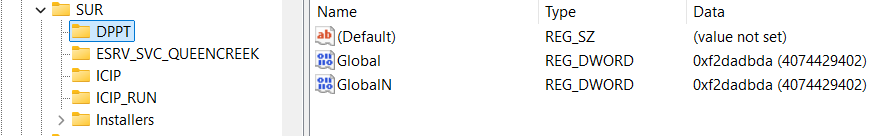 SUR
DPPT
ESRV_SVC_QUEENCREEK
ICIP
ICIP_RUN
Installers
Name Type Data
(Default) REG_SZ (value not set)
Global REG_DWORD 0xf2dadbda (4074429402)
GlobalN REG_DWORD 0xf2dadbda (4074429402)